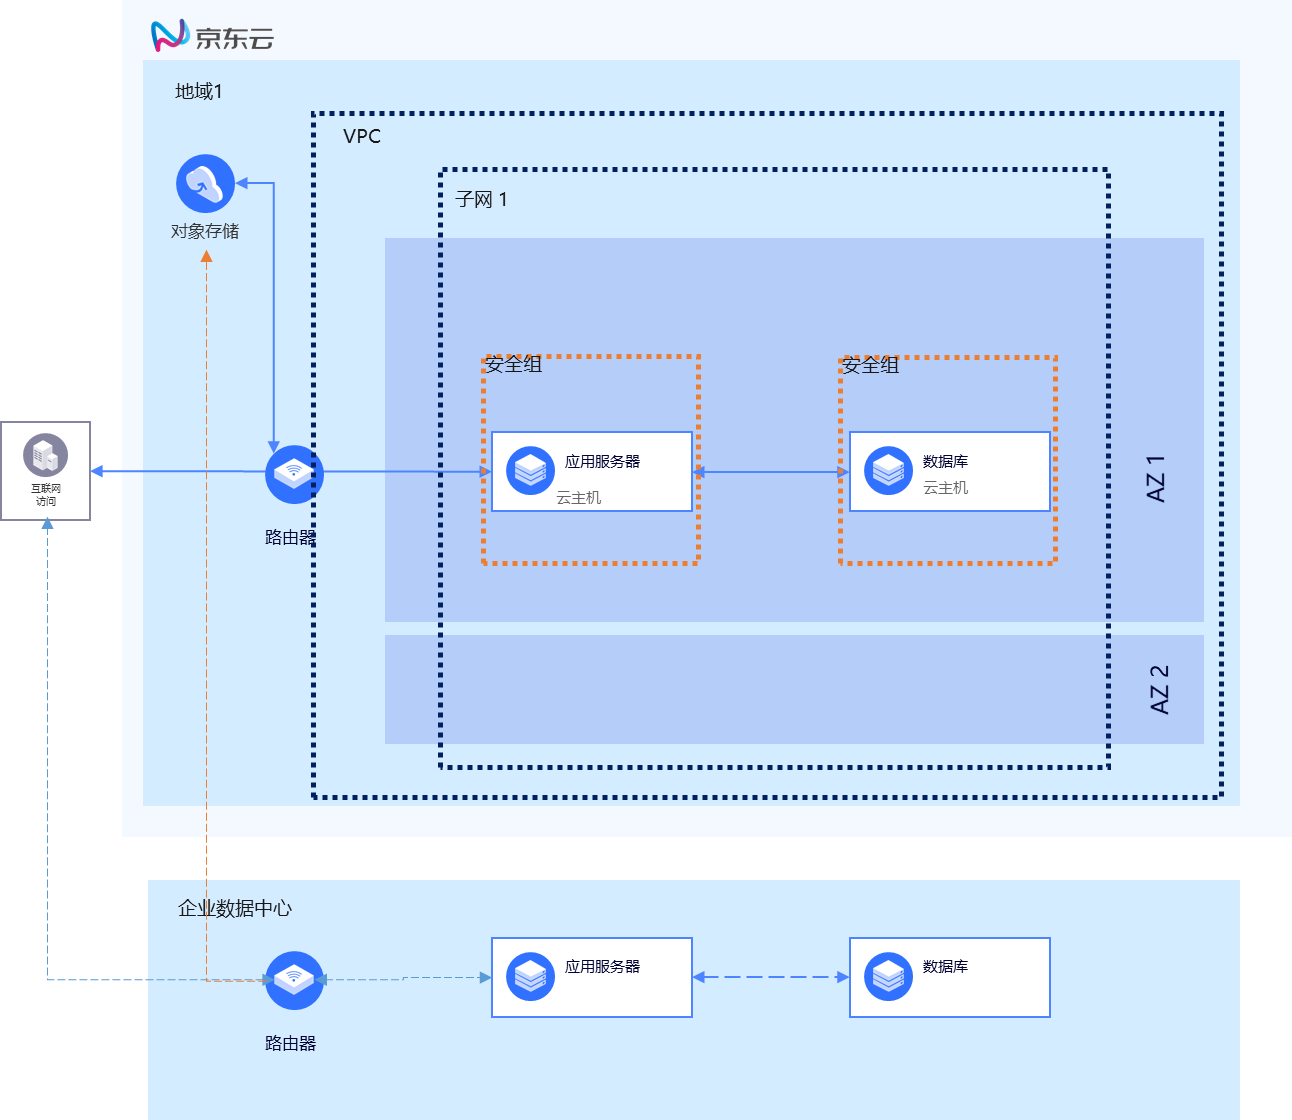 京东云
地域1
VPC
子网 1
对象存储
安全组
安全组
应用服务器
云主机
数据库
云主机
AZ 1
互联网
访问
路由器
AZ 2
企业数据中心
应用服务器
数据库
路由器